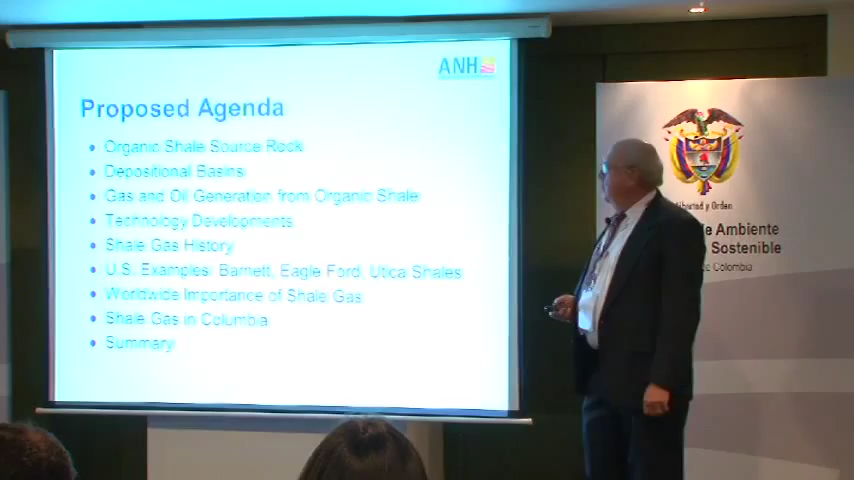 ANH
Proposed Agenda
• Organic Shale Source Rock
• Depositional Basins
• Gas and Oil Generation from Organic Shale
• Technology Developments
• Shale Gas History
• U.S. Examples: Barnett, Eagle Ford, Utica Shales
• Worldwide Importance of Shale Gas
• Shale Gas in Columbia
• Summary
Libertad y Orden
de Ambiente
Sostenible
de Colombia